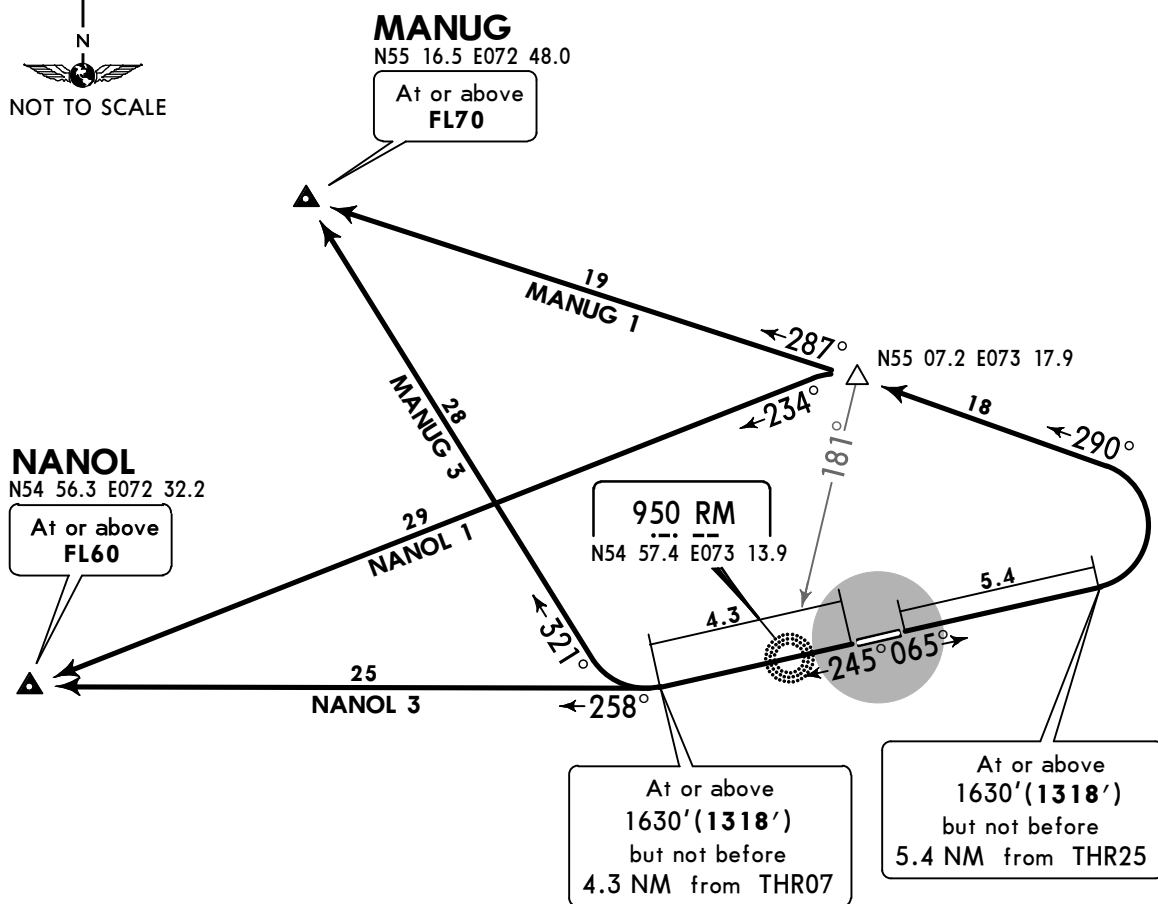 N
NOT TO SCALE
MANUG
N55 16.5 E072 48.0
At or above
FL70
19
MANUG 1
287°
N55 07.2 E073 17.9
18
290°
28
MANUG 3
234°
181°
NANOL
N54 56.3 E072 32.2
At or above
FL60
29
NANOL 1
950 RM
N54 57.4 E073 13.9
5.4
4.3
321°
245° 065°
25
NANOL 3
258°
At or above
1630'(1318')
but not before
4.3 NM from THR07
At or above
1630'(1318')
but not before
5.4 NM from THR25